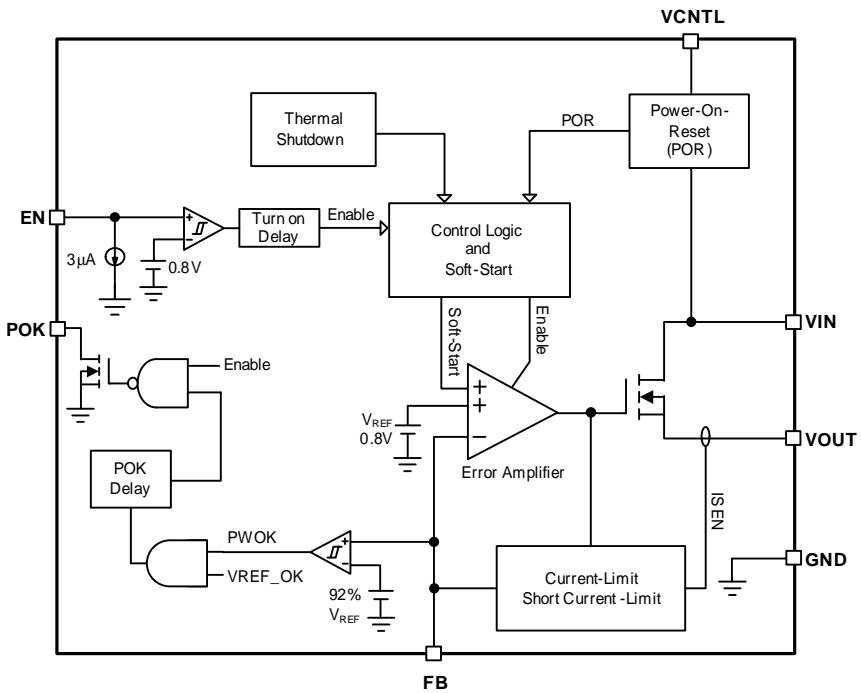 VCNTL
Thermal
Shutdown
POR
Power-On-
Reset
(POR)
EN
Turn on
Delay
Enable
Control Logic
and
Soft-Start
3µA
0.8V
POK
VIN
Soft-Start
Enable
Enable
VREF
0.8V
Error Amplifier
VOUT
POK
Delay
ISEN
PWOK
VREF_OK
92%
VREF
Current-Limit
Short Current-Limit
GND
FB